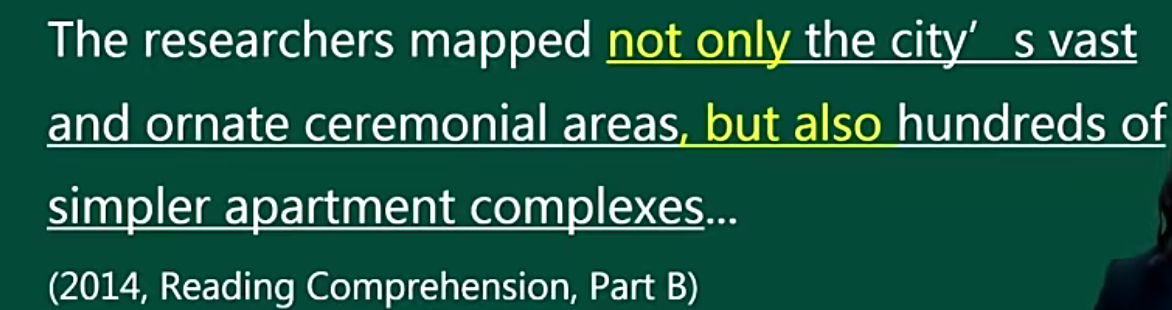 The researchers mapped not only the city’ s vast
and ornate ceremonial areas, but also hundreds of
simpler apartment complexes...
(2014, Reading Comprehension, Part B)